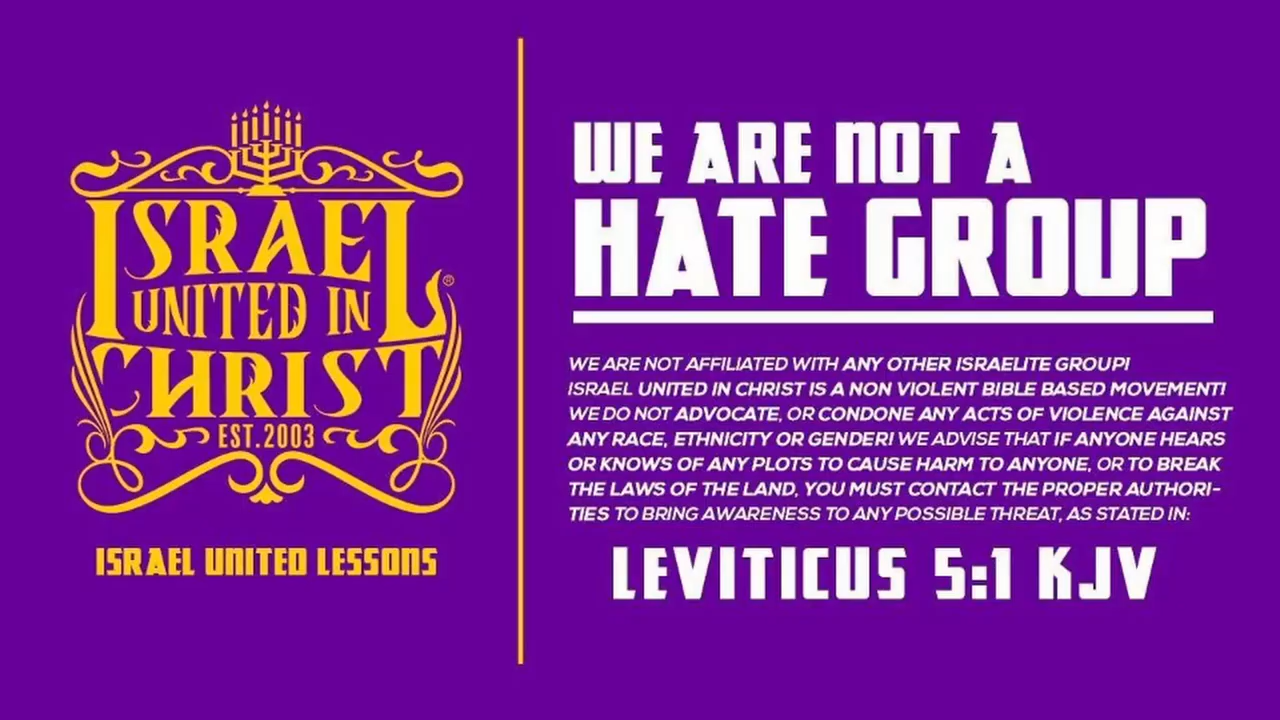 ISRAEL
UNITED IN
CHRIST
®
EST. 2003
ISRAEL UNITED LESSONS
WE ARE NOT A
HATE GROUP
WE ARE NOT AFFILIATED WITH ANY OTHER ISRAELITE GROUP!
ISRAEL UNITED IN CHRIST IS A NON VIOLENT BIBLE BASED MOVEMENT!
WE DO NOT ADVOCATE, OR CONDONE ANY ACTS OF VIOLENCE AGAINST
ANY RACE, ETHNICITY OR GENDER! WE ADVISE THAT IF ANYONE HEARS
OR KNOWS OF ANY PLOTS TO CAUSE HARM TO ANYONE, OR TO BREAK
THE LAWS OF THE LAND, YOU MUST CONTACT THE PROPER AUTHORI-
TIES TO BRING AWARENESS TO ANY POSSIBLE THREAT, AS STATED IN:
LEVITICUS 5:1 KJV